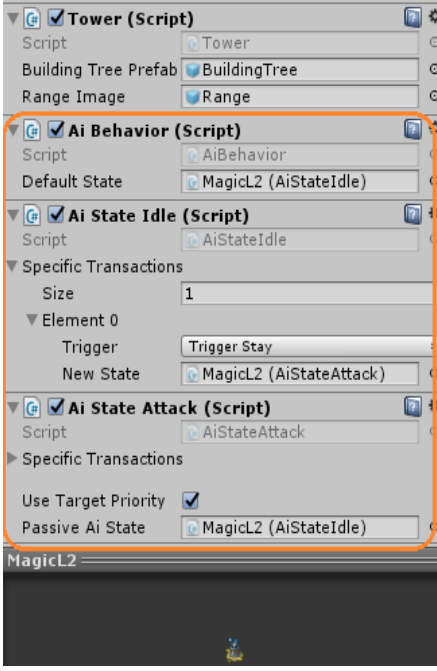 Tower (Script)
Script Tower
Building Tree Prefab BuildingTree
Range Image Range
Ai Behavior (Script)
Script AiBehavior
Default State MagicL2 (AiStateIdle)
Ai State Idle (Script)
Script AiStateIdle
Specific Transactions
Size 1
Element 0
Trigger Trigger Stay
New State MagicL2 (AiStateAttack)
Ai State Attack (Script)
Script AiStateAttack
Specific Transactions
Use Target Priority
Passive Ai State MagicL2 (AiStateIdle)
MagicL2